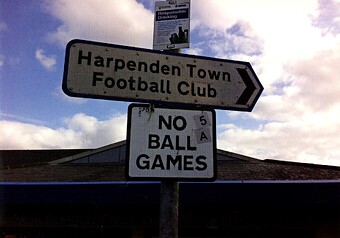 Harpenden Town
Football Club
NO
BALL
GAMES
5
A